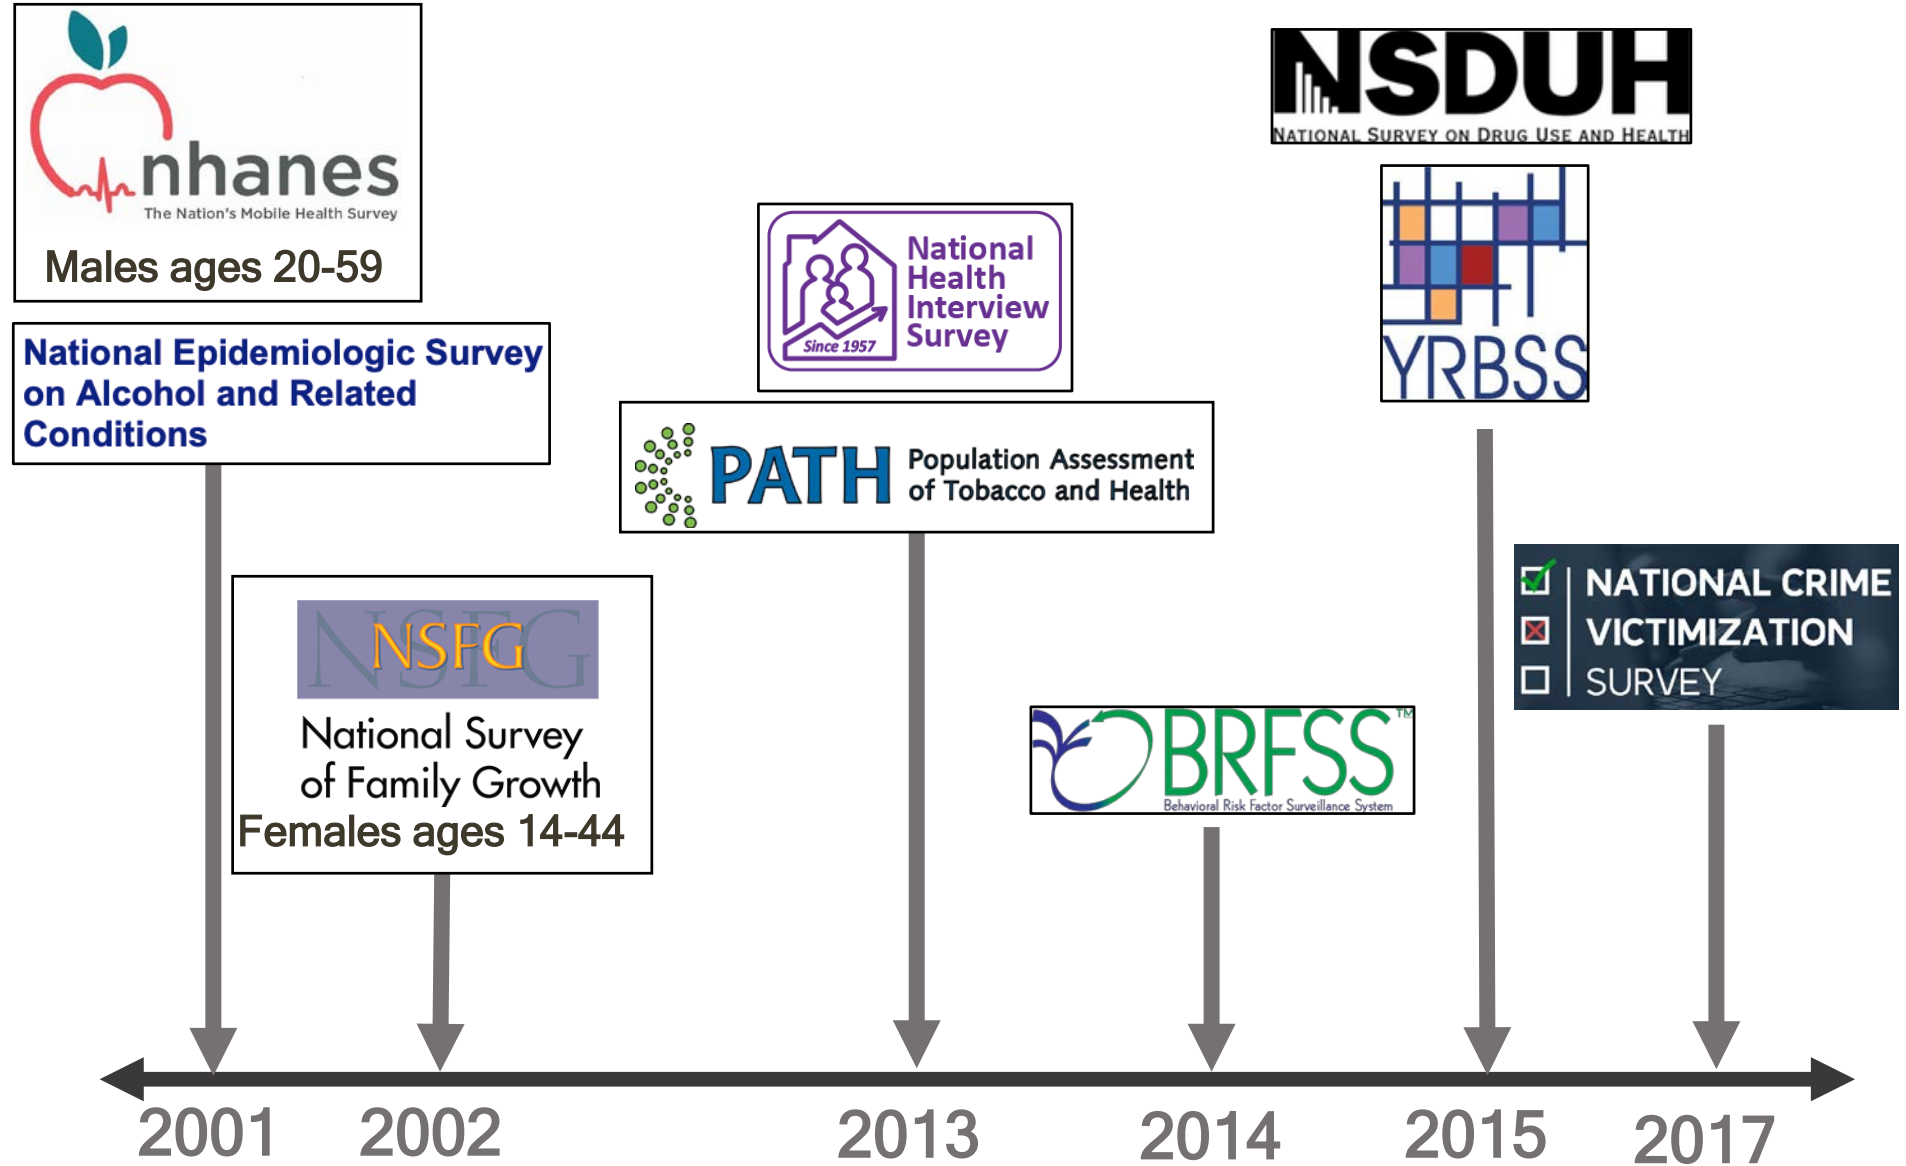 nhanes
The Nation's Mobile Health Survey
Males ages 20-59
National Epidemiologic Survey
on Alcohol and Related
Conditions
NSFG
NSFG
National Survey
of Family Growth
Females ages 14-44
National
Health
Interview
Survey
Since 1957
PATH
Population Assessment
of Tobacco and Health
BRFSS™
Behavioral Risk Factor Surveillance System
NSDUH
NATIONAL SURVEY ON DRUG USE AND HEALTH
YRBSS
NATIONAL CRIME
VICTIMIZATION
SURVEY
2001
2002
2013
2014
2015
2017